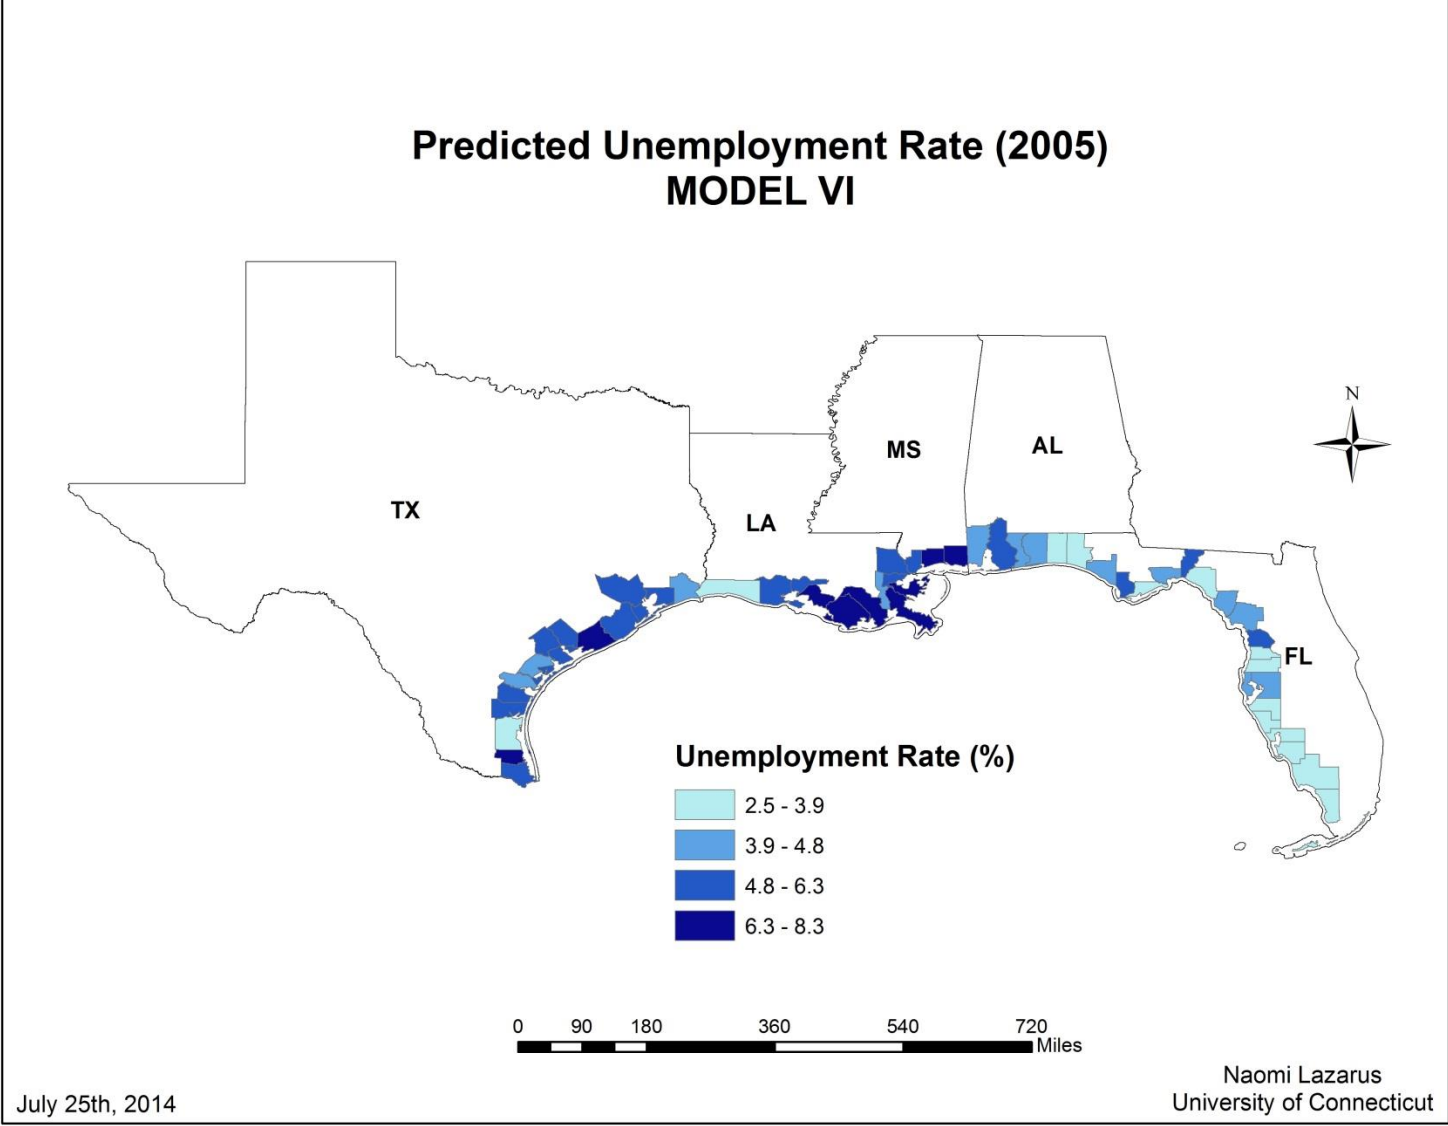 Predicted Unemployment Rate (2005)
MODEL VI
N
MS
AL
TX
LA
FL
Unemployment Rate (%)
2.5 - 3.9
3.9 - 4.8
4.8 - 6.3
6.3 - 8.3
0 90 180 360 540 720
Miles
Naomi Lazarus
July 25th, 2014
University of Connecticut